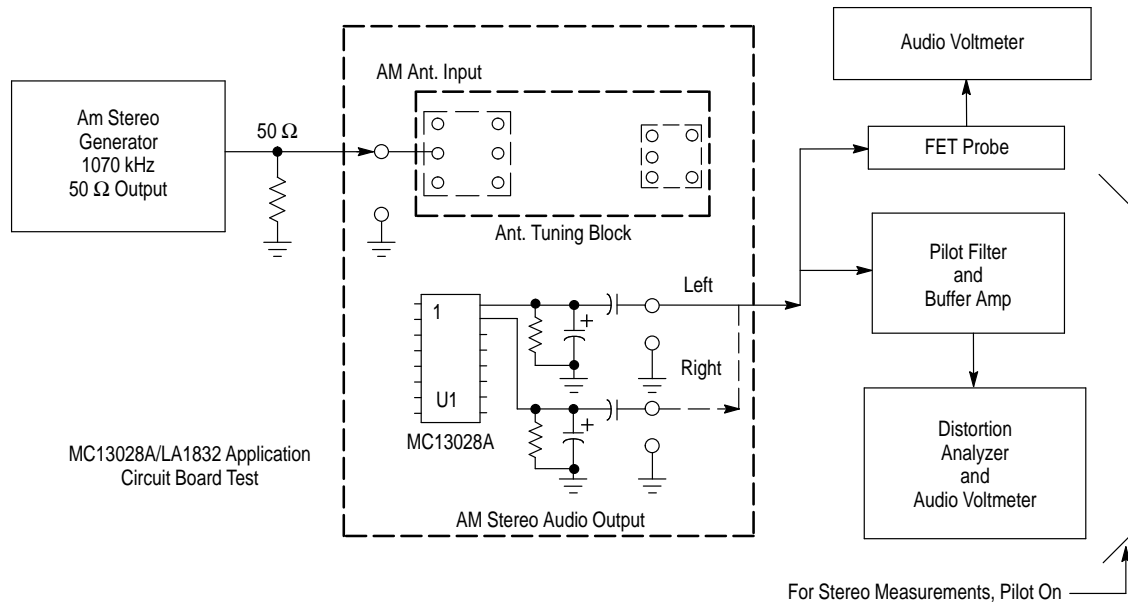 Am Stereo
Generator
1070 kHz
50 Ω Output
50 Ω
AM Ant. Input
Ant. Tuning Block
1
U1
MC13028A
+
+
Left
Right
AM Stereo Audio Output
MC13028A/LA1832 Application
Circuit Board Test
Audio Voltmeter
FET Probe
Pilot Filter
and
Buffer Amp
Distortion
Analyzer
and
Audio Voltmeter
For Stereo Measurements, Pilot On